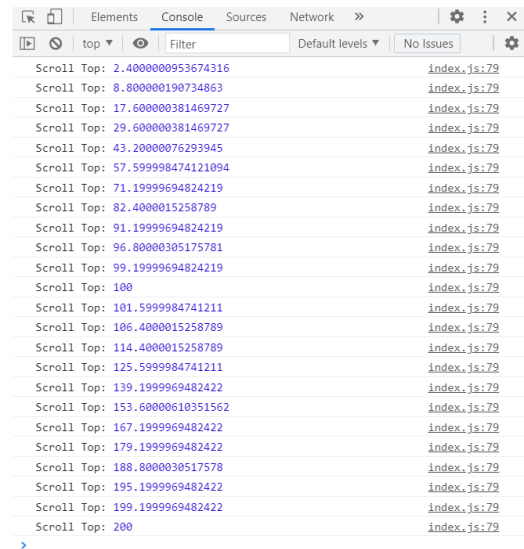 Elements Console Sources Network »
top ▼ Filter Default levels ▼ No Issues
Scroll Top: 2.4000000953674316 index.js:79
Scroll Top: 8.800000190734863 index.js:79
Scroll Top: 17.600000381469727 index.js:79
Scroll Top: 29.600000381469727 index.js:79
Scroll Top: 43.20000076293945 index.js:79
Scroll Top: 57.599998474121094 index.js:79
Scroll Top: 71.19999694824219 index.js:79
Scroll Top: 82.4000015258789 index.js:79
Scroll Top: 91.19999694824219 index.js:79
Scroll Top: 96.80000305175781 index.js:79
Scroll Top: 99.19999694824219 index.js:79
Scroll Top: 100 index.js:79
Scroll Top: 101.5999984741211 index.js:79
Scroll Top: 106.4000015258789 index.js:79
Scroll Top: 114.4000015258789 index.js:79
Scroll Top: 125.5999984741211 index.js:79
Scroll Top: 139.1999969482422 index.js:79
Scroll Top: 153.60000610351562 index.js:79
Scroll Top: 167.1999969482422 index.js:79
Scroll Top: 179.1999969482422 index.js:79
Scroll Top: 188.8000030517578 index.js:79
Scroll Top: 195.1999969482422 index.js:79
Scroll Top: 199.1999969482422 index.js:79
Scroll Top: 200 index.js:79